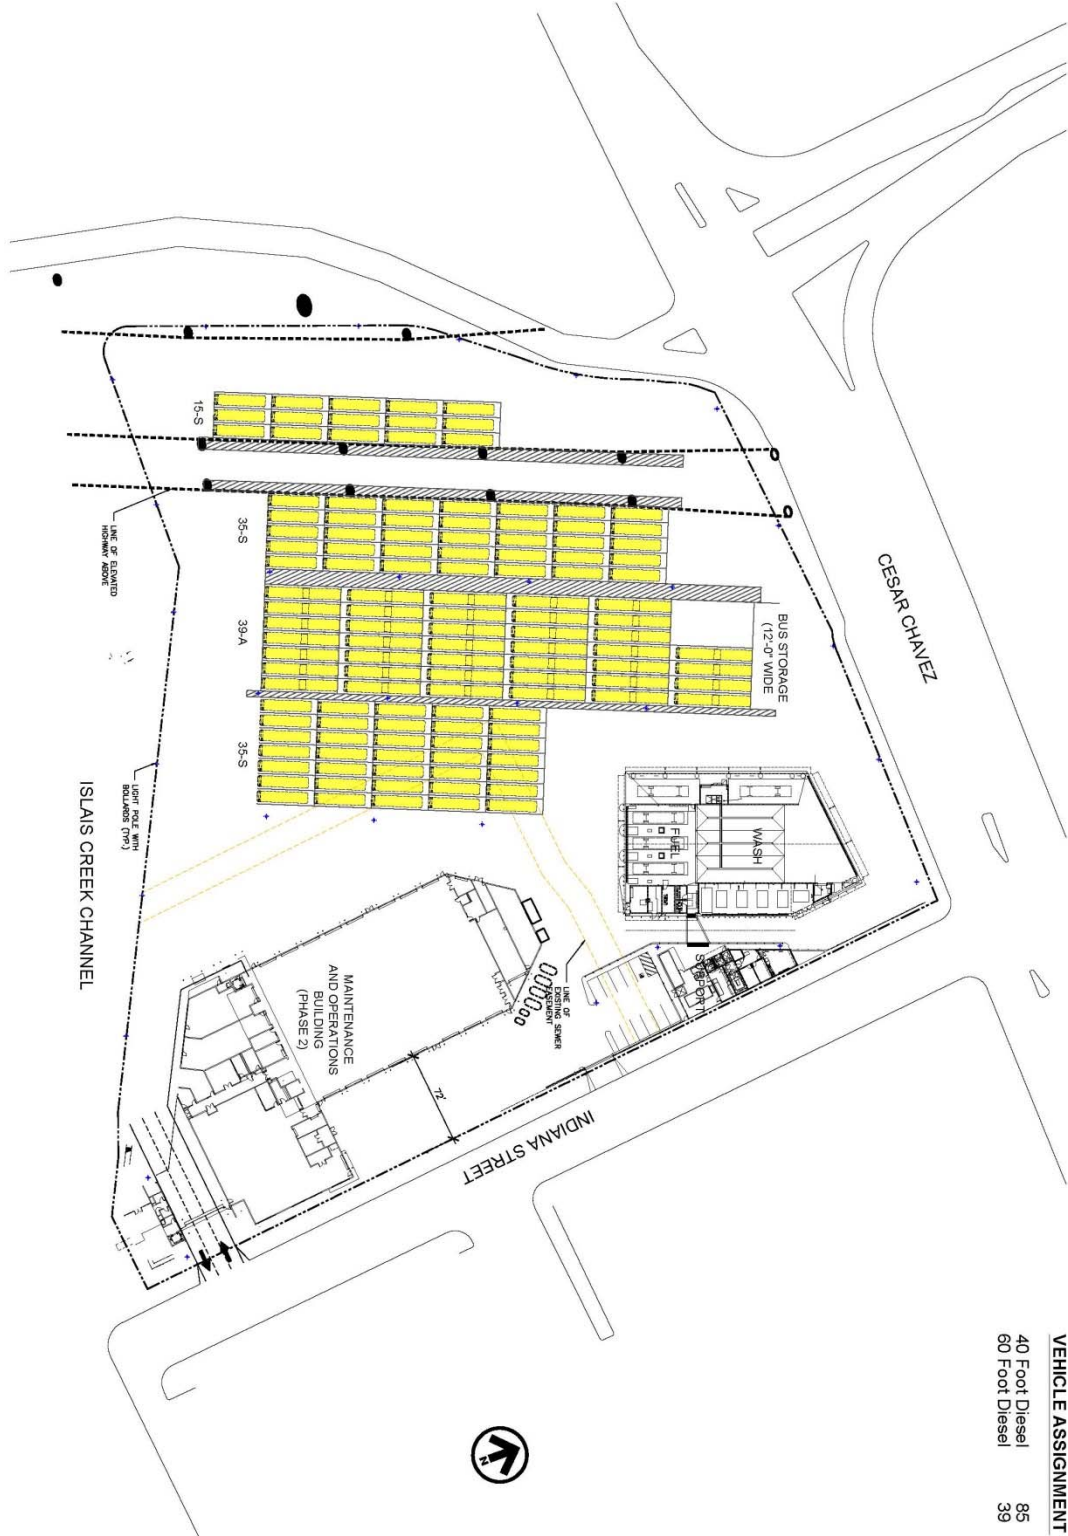 CESAR CHAVEZ
BUS STORAGE
(12'-0" WIDE
15-S
35-S
39-A
35-S
LINE OF ELEVATED
HIGHWAY ABOVE
LIGHT POLE WITH
BOLLARDS (TYP.)
ISLAIS CREEK CHANNEL
WASH
FUEL
SUPPORT
LINE OF
EXISTING SEWER
EASEMENT
MAINTENANCE
AND OPERATIONS
BUILDING
(PHASE 2)
72'
INDIANA STREET
N
VEHICLE ASSIGNMENT
40 Foot Diesel 85
60 Foot Diesel 39